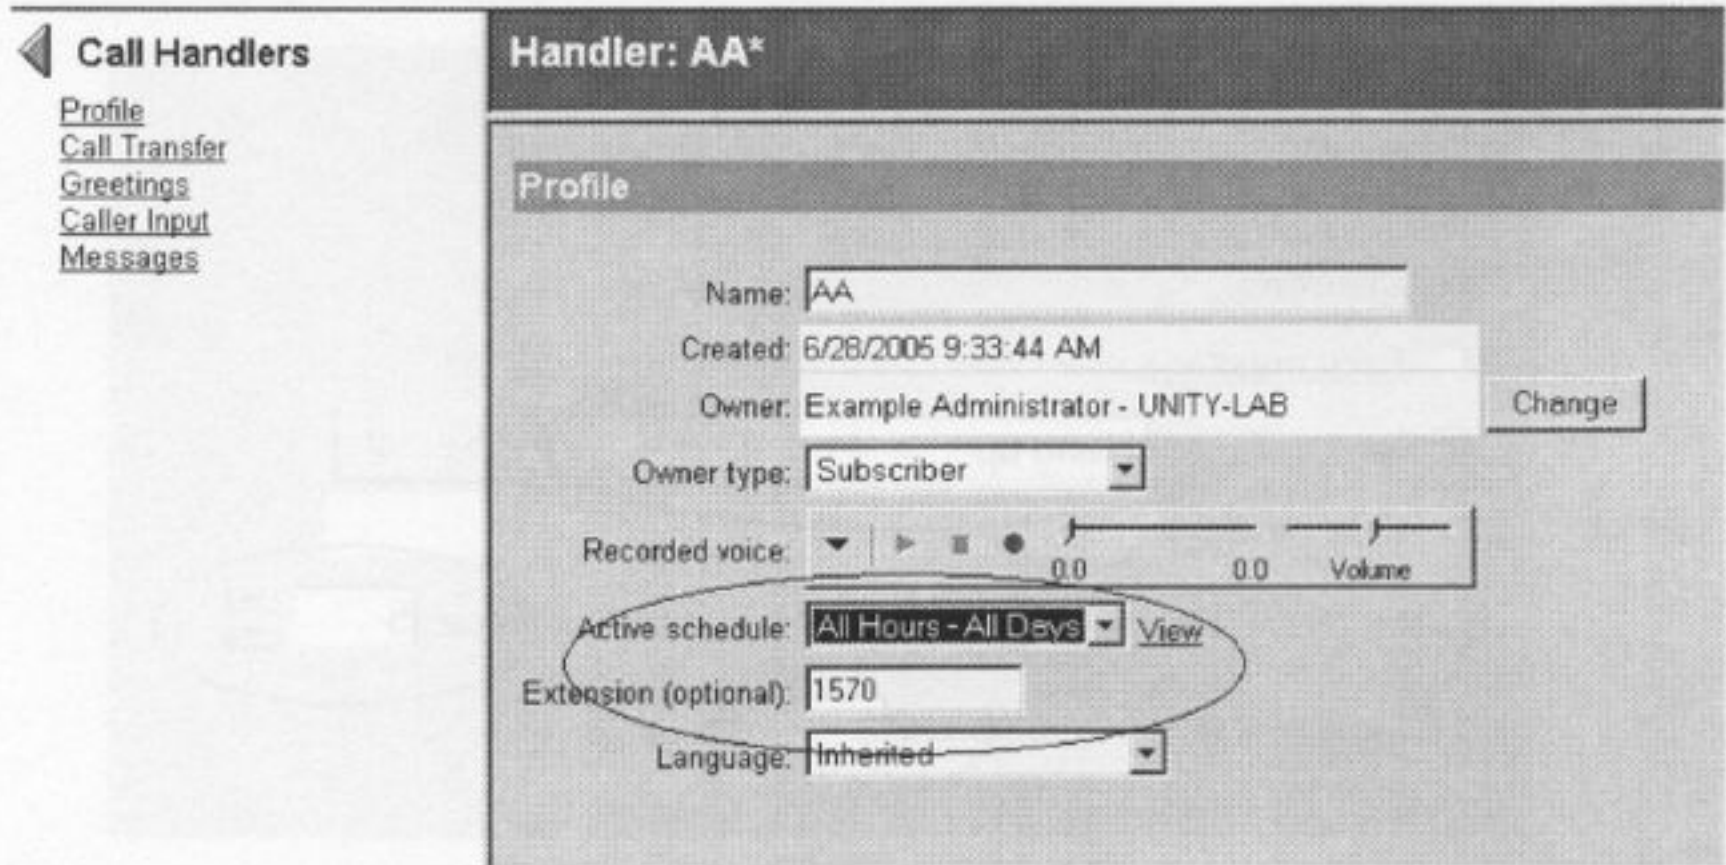 Call Handlers
Profile
Call Transfer
Greetings
Caller Input
Messages
Handler: AA*
Profile
Name: AA
Created: 6/28/2005 9:33:44 AM
Owner: Example Administrator - UNITY-LAB Change
Owner type: Subscriber
Recorded voice: 0.0 0.0 Volume
Active schedule: All Hours - All Days View
Extension (optional): 1570
Language: Inherited